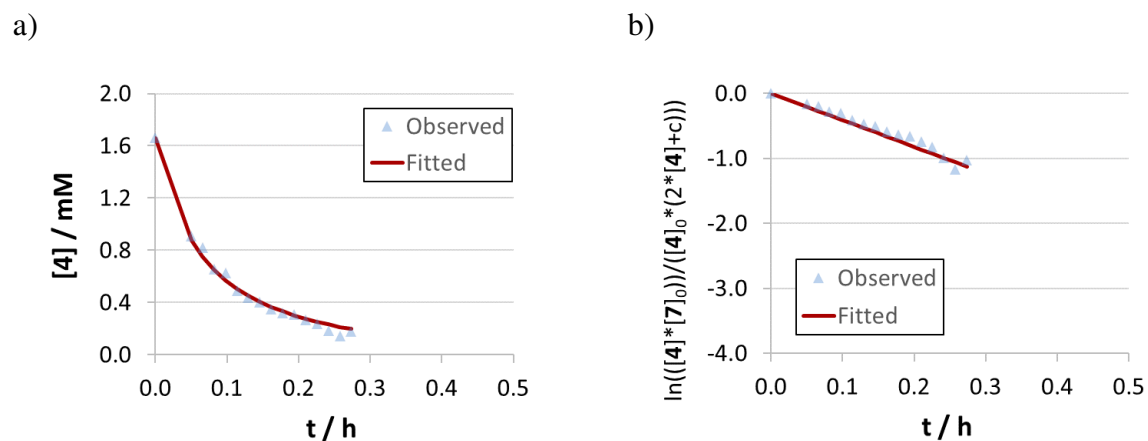 a)
[4] / mM
2.0
1.6
1.2
0.8
0.4
0.0
Observed
Fitted
0.0 0.1 0.2 0.3 0.4 0.5
t / h
b)
ln(([4]*[7]₀))/([4]₀*(2*[4]+c)))
0.0
-1.0
-2.0
-3.0
-4.0
Observed
Fitted
0.0 0.1 0.2 0.3 0.4 0.5
t / h